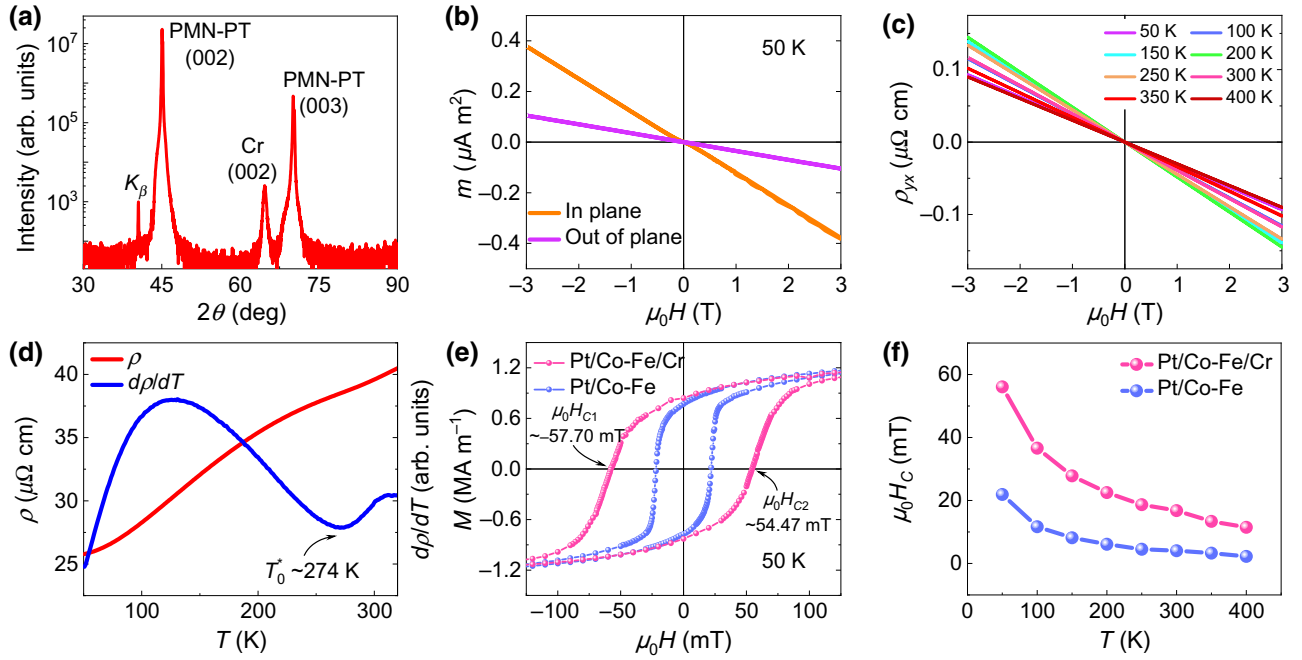 (a)
Intensity (arb. units)
10⁷
10⁵
10³
PMN-PT
(002)
PMN-PT
(003)
Cr
(002)
Kβ
30 45 60 75 90
2θ (deg)
(b)
50 K
m (μA m²)
0.4
0.2
0.0
−0.2
−0.4
In plane
Out of plane
−3 −2 −1 0 1 2 3
μ₀H (T)
(c)
ρyx (μΩ cm)
0.1
0.0
−0.1
50 K 100 K
150 K 200 K
250 K 300 K
350 K 400 K
−3 −2 −1 0 1 2 3
μ₀H (T)
(d)
ρ
dρ/dT
ρ (μΩ cm)
40
35
30
25
T₀* ~274 K
dρ/dT (arb. units)
100 200 300
T (K)
(e)
Pt/Co-Fe/Cr
Pt/Co-Fe
M (MA m⁻¹)
1.2
0.6
0.0
−0.6
−1.2
μ₀HC1
~−57.70 mT
μ₀HC2
~54.47 mT
50 K
−100 −50 0 50 100
μ₀H (mT)
(f)
Pt/Co-Fe/Cr
Pt/Co-Fe
μ₀HC (mT)
60
40
20
0
0 100 200 300 400
T (K)